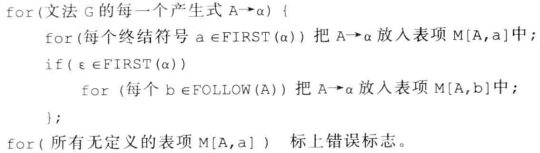 for(文法 G 的每一个产生式 A→α) {
for(每个终结符号 a∈FIRST(α)) 把 A→α 放入表项 M[A,a]中;
if(ε∈FIRST(α))
for (每个 b∈FOLLOW(A)) 把 A→α 放入表项 M[A,b]中;
};
for( 所有无定义的表项 M[A,a] ) 标上错误标志。